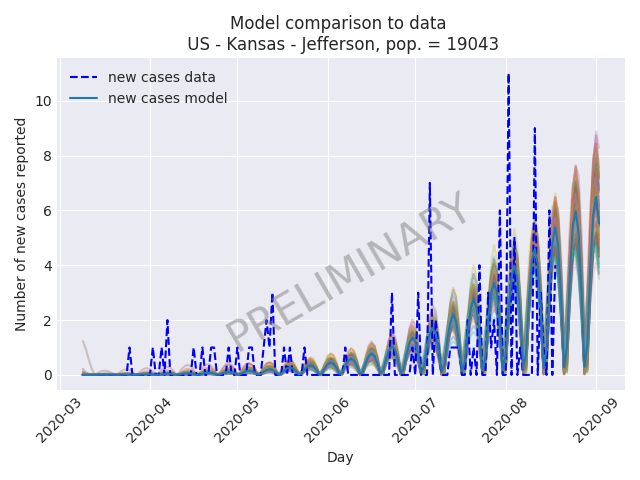 Model comparison to data
US - Kansas - Jefferson, pop. = 19043
new cases data
new cases model
Number of new cases reported
10
8
6
4
2
0
PRELIMINARY
2020-03
2020-04
2020-05
2020-06
2020-07
2020-08
2020-09
Day